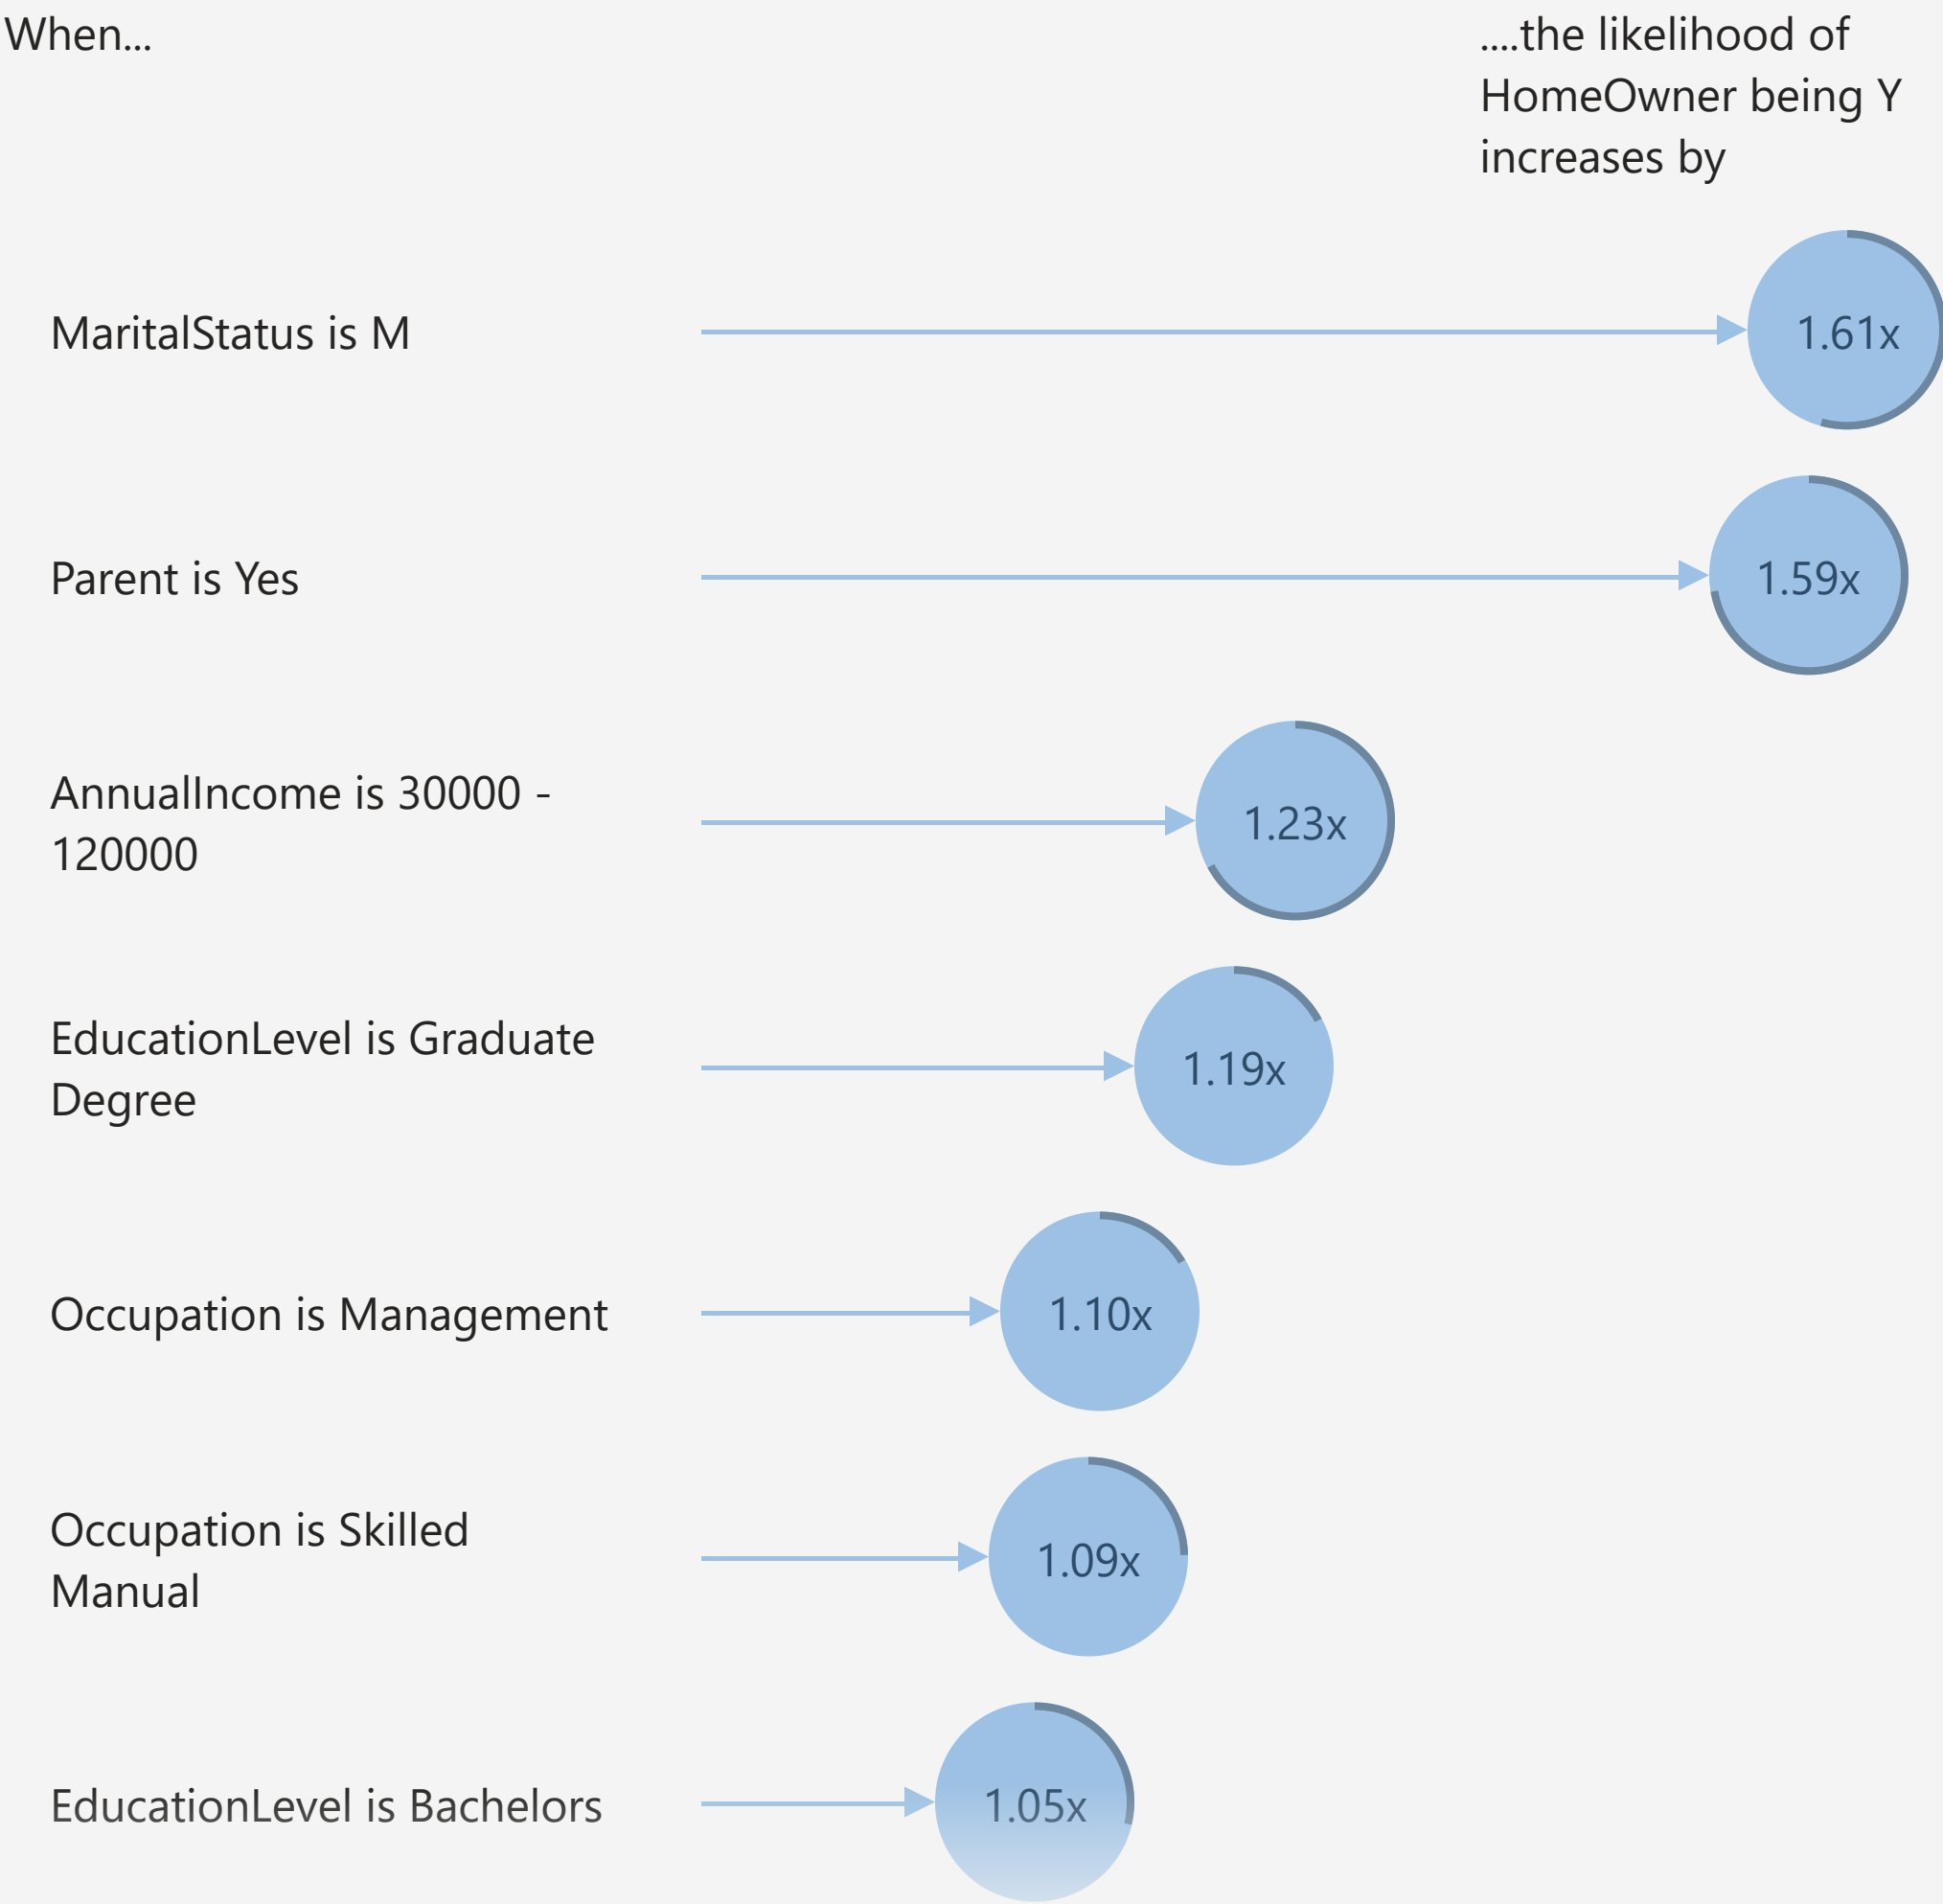 When...
....the likelihood of
HomeOwner being Y
increases by
MaritalStatus is M
1.61x
Parent is Yes
1.59x
AnnualIncome is 30000 -
120000
1.23x
EducationLevel is Graduate
Degree
1.19x
Occupation is Management
1.10x
Occupation is Skilled
Manual
1.09x
EducationLevel is Bachelors
1.05x